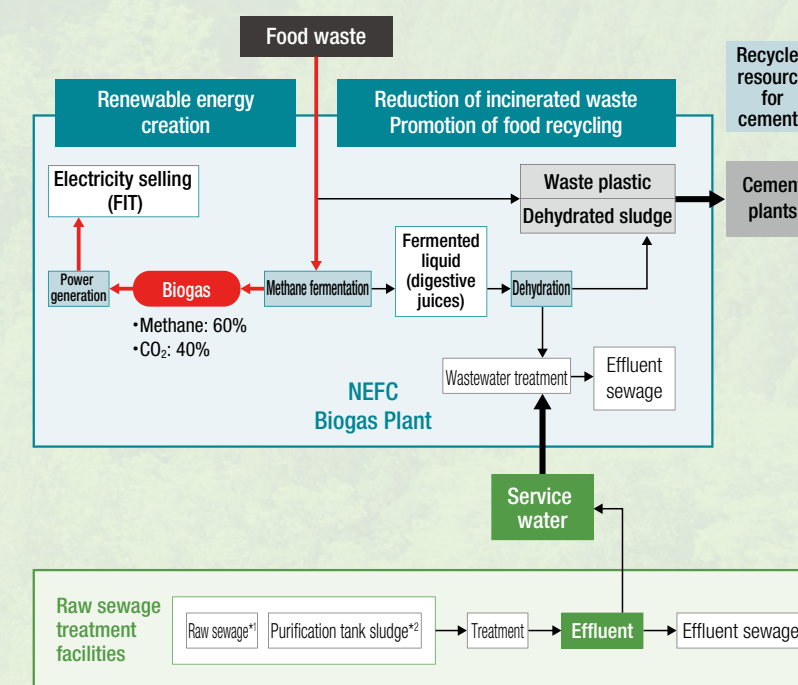 Food waste
Renewable energy
creation
Reduction of incinerated waste
Promotion of food recycling
Recycle
resourc
for
cement
Electricity selling
(FIT)
Waste plastic
Dehydrated sludge
Cement
plants
Power
generation
Biogas
Methane fermentation
Fermented
liquid
(digestive
juices)
Dehydration
•Methane: 60%
•CO₂: 40%
Wastewater treatment
Effluent
sewage
NEFC
Biogas Plant
Service
water
Raw sewage
treatment
facilities
Raw sewage*1
Purification tank sludge*2
Treatment
Effluent
Effluent sewage